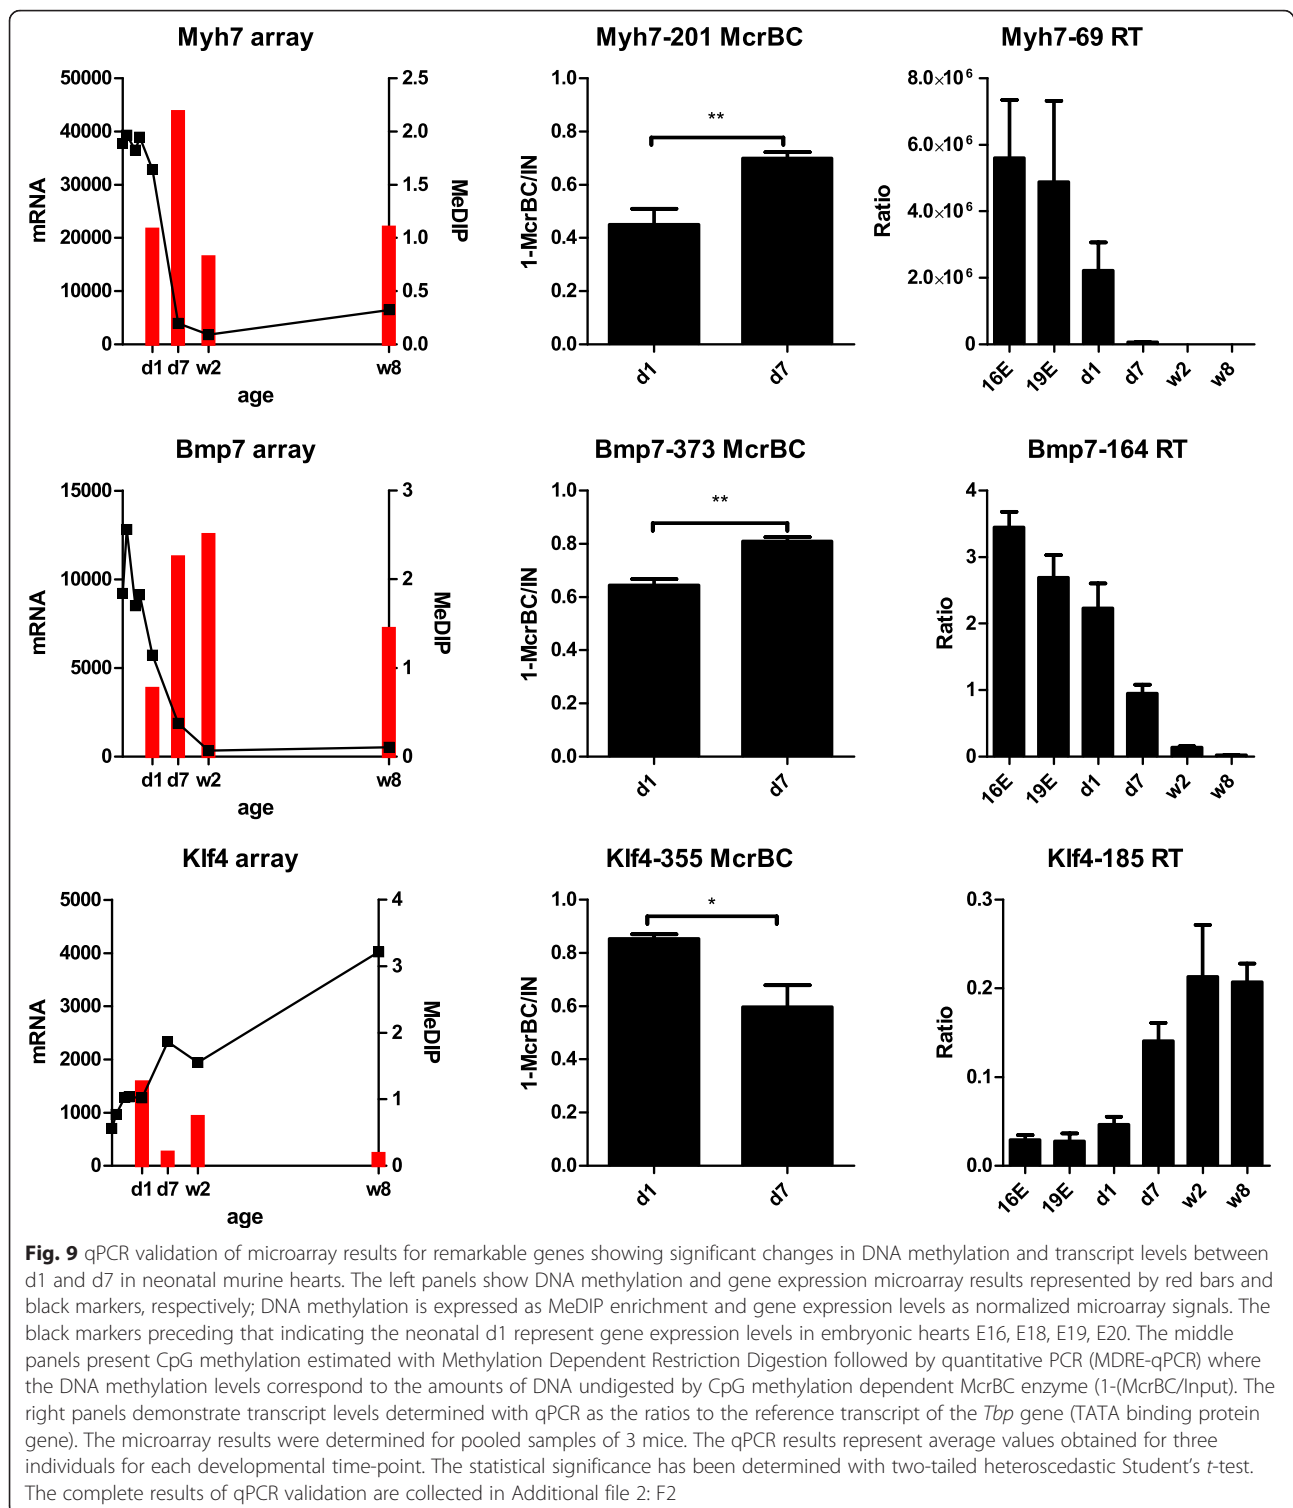 Myh7 array
50000
40000
30000
20000
10000
0
mRNA
2.5
2.0
1.5
1.0
0.5
0.0
MeDIP
d1 d7 w2 w8
age
Myh7-201 McrBC
1.0
0.8
0.6
0.4
0.2
0.0
1-McrBC/IN
**
d1 d7
Myh7-69 RT
8.0×10⁶
6.0×10⁶
4.0×10⁶
2.0×10⁶
0
Ratio
16E 19E d1 d7 w2 w8
Bmp7 array
15000
10000
5000
0
mRNA
3
2
1
0
MeDIP
d1 d7 w2 w8
age
Bmp7-373 McrBC
1.0
0.8
0.6
0.4
0.2
0.0
1-McrBC/IN
**
d1 d7
Bmp7-164 RT
4
3
2
1
0
Ratio
16E 19E d1 d7 w2 w8
Klf4 array
5000
4000
3000
2000
1000
0
mRNA
4
3
2
1
0
MeDIP
d1 d7 w2 w8
age
Klf4-355 McrBC
1.0
0.8
0.6
0.4
0.2
0.0
1-McrBC/IN
*
d1 d7
Klf4-185 RT
0.3
0.2
0.1
0.0
Ratio
16E 19E d1 d7 w2 w8
Fig. 9 qPCR validation of microarray results for remarkable genes showing significant changes in DNA methylation and transcript levels between
d1 and d7 in neonatal murine hearts. The left panels show DNA methylation and gene expression microarray results represented by red bars and
black markers, respectively; DNA methylation is expressed as MeDIP enrichment and gene expression levels as normalized microarray signals. The
black markers preceding that indicating the neonatal d1 represent gene expression levels in embryonic hearts E16, E18, E19, E20. The middle
panels present CpG methylation estimated with Methylation Dependent Restriction Digestion followed by quantitative PCR (MDRE-qPCR) where
the DNA methylation levels correspond to the amounts of DNA undigested by CpG methylation dependent McrBC enzyme (1-(McrBC/Input). The
right panels demonstrate transcript levels determined with qPCR as the ratios to the reference transcript of the Tbp gene (TATA binding protein
gene). The microarray results were determined for pooled samples of 3 mice. The qPCR results represent average values obtained for three
individuals for each developmental time-point. The statistical significance has been determined with two-tailed heteroscedastic Student's t-test.
The complete results of qPCR validation are collected in Additional file 2: F2